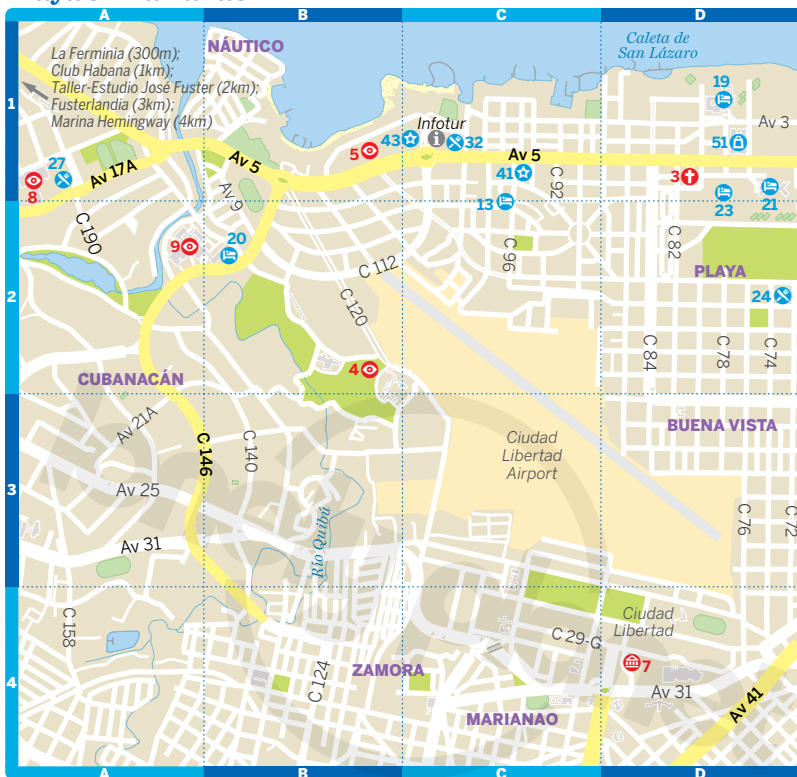 A
B
C
D
NÁUTICO
Caleta de
San Lázaro
La Ferminia (300m);
Club Habana (1km);
Taller-Estudio José Fuster (2km);
Fusterlandia (3km);
Marina Hemingway (4km)
1
19
Av 3
43
Infotur
32
51
5
Av 5
Av 5
27
8
Av 17A
41
C 92
3
23
21
Av 9
13
C 190
9
20
C 112
C 96
C 82
PLAYA
2
C 120
24
C 84
C 78
C 74
4
CUBANACÁN
Av 21A
C 146
C 140
BUENA VISTA
Ciudad
Libertad
Airport
3
Av 25
C 76
C 72
Av 31
Río Quibú
C 158
C 29-G
Ciudad
Libertad
C 124
ZAMORA
7
4
Av 31
Av 41
MARIANAO
A
B
C
D